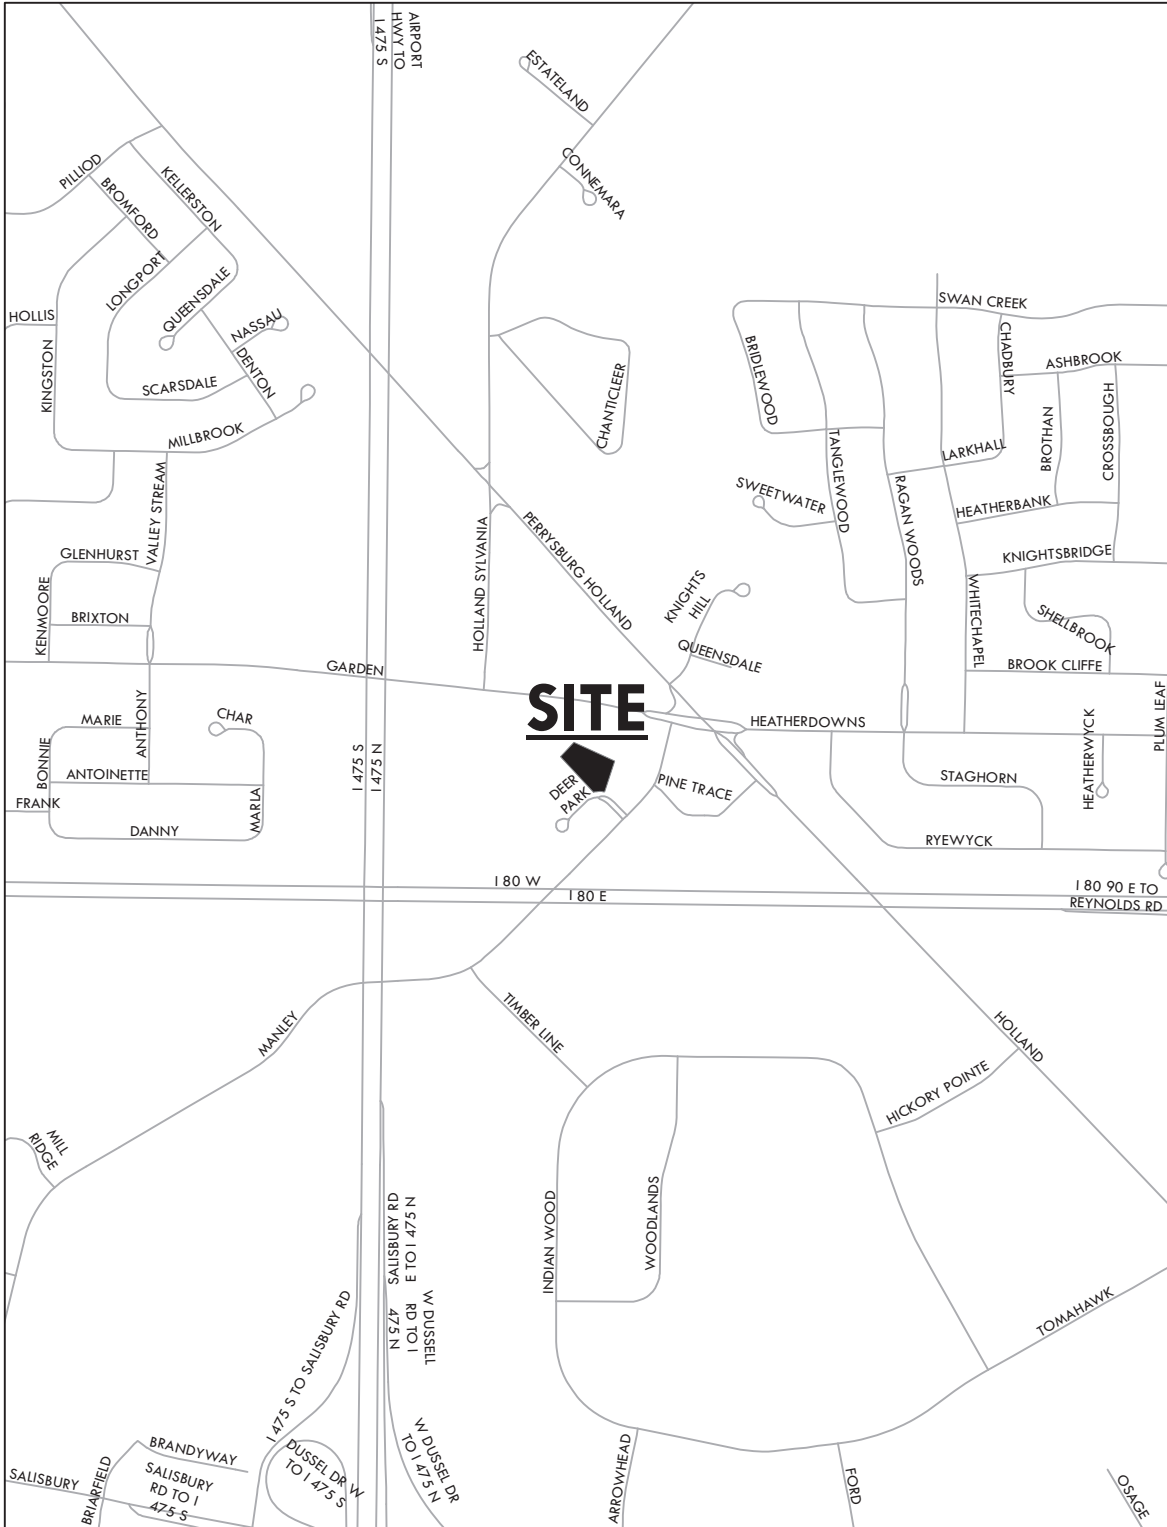 AIRPORT
HWY TO
I 475 S
ESTATELAND
CONNEMARA
PILLIOD
KELLERSTON
BROMFORD
LONGPORT
QUEENSDALE
NASSAU
DENTON
HOLLIS
KINGSTON
SCARSDALE
MILLBROOK
VALLEY STREAM
CHANTICLEER
SWAN CREEK
BRIDLEWOOD
CHADBURY
ASHBROOK
CROSSBOUGH
BROTHAN
LARKHALL
TANGLEWOOD
SWEETWATER
RAGAN WOODS
HEATHERBANK
KNIGHTSBRIDGE
GLENHURST
KENMOORE
BRIXTON
HOLLAND SYLVANIA
PERRYSBURG HOLLAND
KNIGHTS
HILL
QUEENSDALE
WHITECHAPEL
SHELLBROOK
BROOK CLIFFE
GARDEN
SITE
HEATHERDOWNS
PLUM LEAF
MARIE
ANTHONY
CHAR
BONNIE
ANTOINETTE
MARLA
FRANK
DANNY
I 475 S
I 475 N
DEER
PARK
PINE TRACE
STAGHORN
HEATHERWYCK
RYEWYCK
I 80 W
I 80 E
I 80 90 E TO
REYNOLDS RD
MANLEY
TIMBER LINE
HOLLAND
HICKORY POINTE
MILL
RIDGE
INDIAN WOOD
WOODLANDS
SALISBURY RD
E TO I 475 N
W DUSSELL
RD TO I
475 N
TOMAHAWK
I 475 S TO SALISBURY RD
W DUSSEL DR
TO I 475 N
DUSSEL DR W
TO I 475 S
BRANDYWAY
SALISBURY
RD TO I
475 S
SALISBURY
BRIARFIELD
ARROWHEAD
FORD
OSAGE